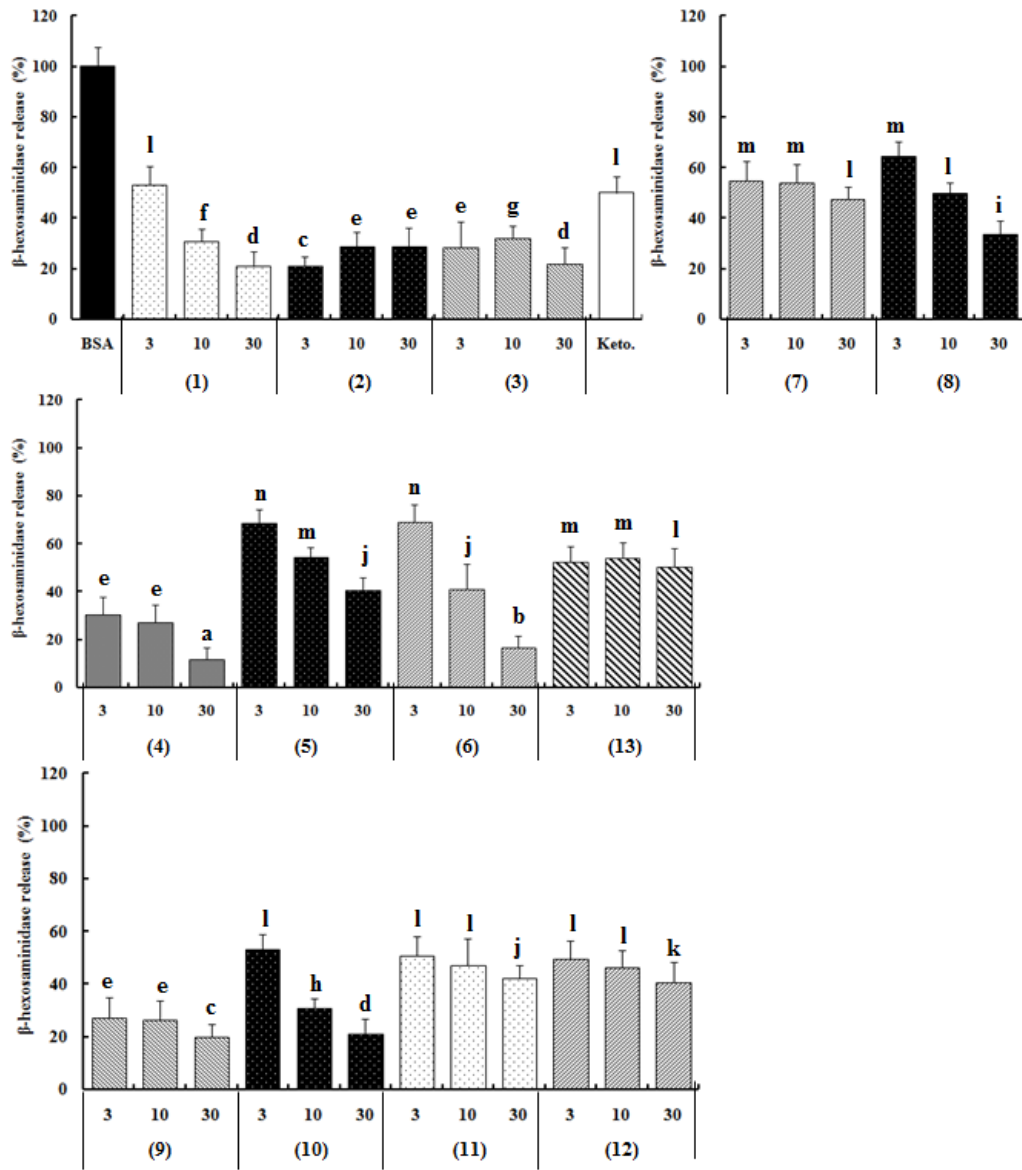 β-hexosaminidase release (%)
120
100
80
60
40
20
0
l
f
d
c
e
e
e
g
d
l
BSA 3 10 30 3 10 30 3 10 30 Keto.
(1) (2) (3)
β-hexosaminidase release (%)
120
100
80
60
40
20
0
m
m
l
m
l
i
3 10 30 3 10 30
(7) (8)
β-hexosaminidase release (%)
120
100
80
60
40
20
0
e
e
a
n
m
j
n
j
b
m
m
l
3 10 30 3 10 30 3 10 30 3 10 30
(4) (5) (6) (13)
β-hexosaminidase release (%)
120
100
80
60
40
20
0
e
e
c
l
h
d
l
l
j
l
l
k
3 10 30 3 10 30 3 10 30 3 10 30
(9) (10) (11) (12)